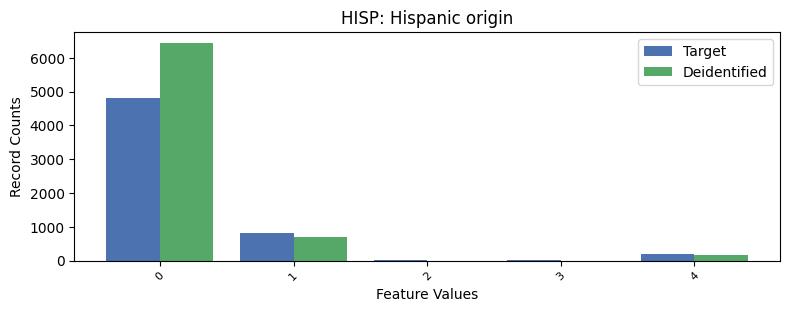 HISP: Hispanic origin
Target
Deidentified
Record Counts
6000
5000
4000
3000
2000
1000
0
0 1 2 3 4
Feature Values